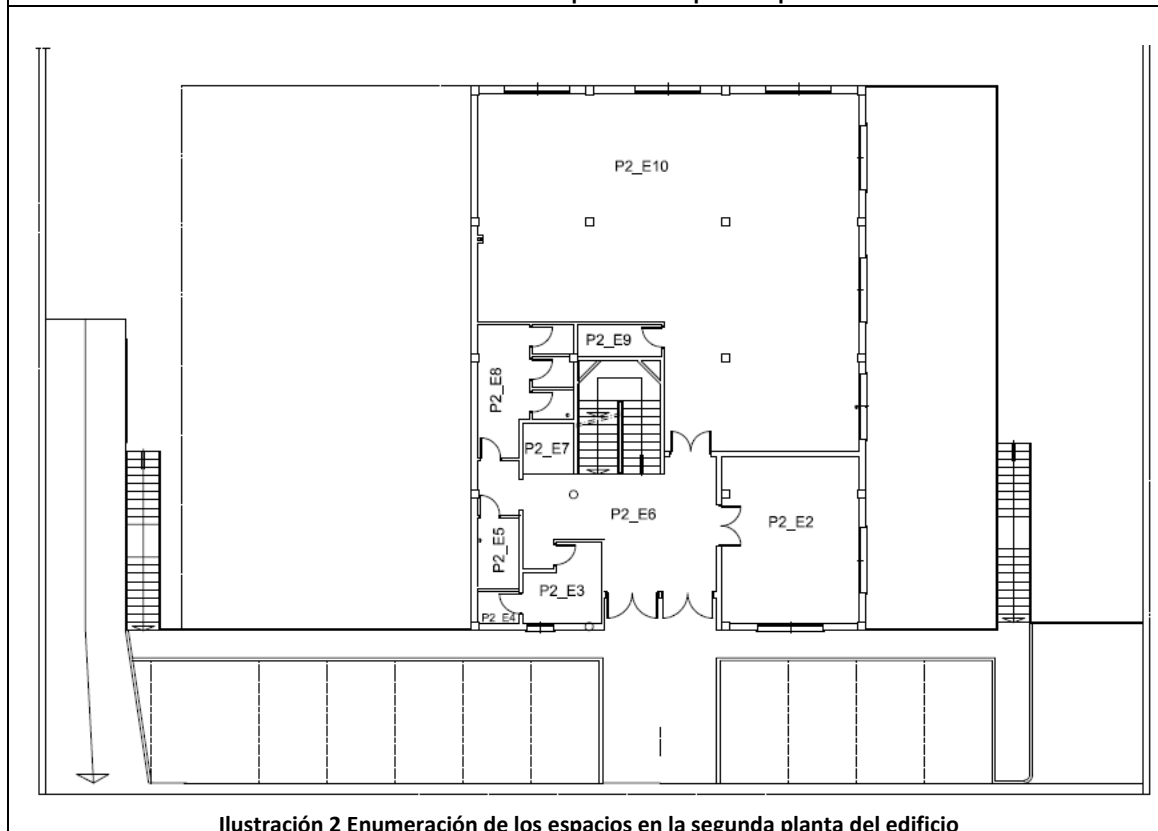 P2_E10
P2_E9
P2_E8
P2_E7
P2_E6
P2_E2
P2_E5
P2_E3
P2_E4
Ilustración 2 Enumeración de los espacios en la segunda planta del edificio